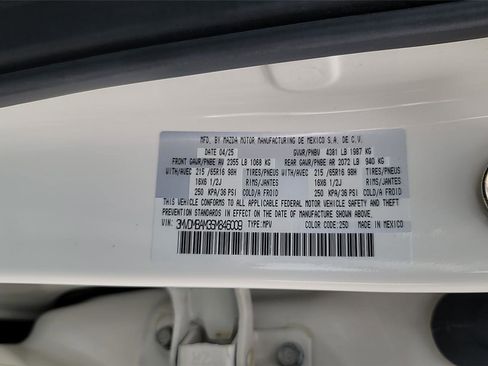 MFD. BY MAZDA MOTOR MANUFACTURING DE MEXICO S.A. DE C.V.
DATE 04/25 GVWR/PNBV 4381 LB 1987 KG
FRONT GAWR/PNBE AV 2355 LB 1068 KG REAR GAWR/PNBE AR 2072 LB 940 KG
WITH/AVEC 215 /65R16 98H TIRES/PNEUS WITH/AVEC 215 /65R16 98H TIRES/PNEUS
16X6 1/2J RIMS/JANTES 16X6 1/2J RIMS/JANTES
250 KPA/36 PSI COLD/A FROID 250 KPA/36 PSI COLD/A FROID
THIS VEHICLE CONFORMS TO ALL APPLICABLE FEDERAL MOTOR VEHICLE SAFETY AND THEFT
PREVENTION STANDARDS IN EFFECT ON THE DATE OF MANUFACTURE SHOWN ABOVE.
VIN: TYPE:MPV COLOR CODE:25D MADE IN MEXICO